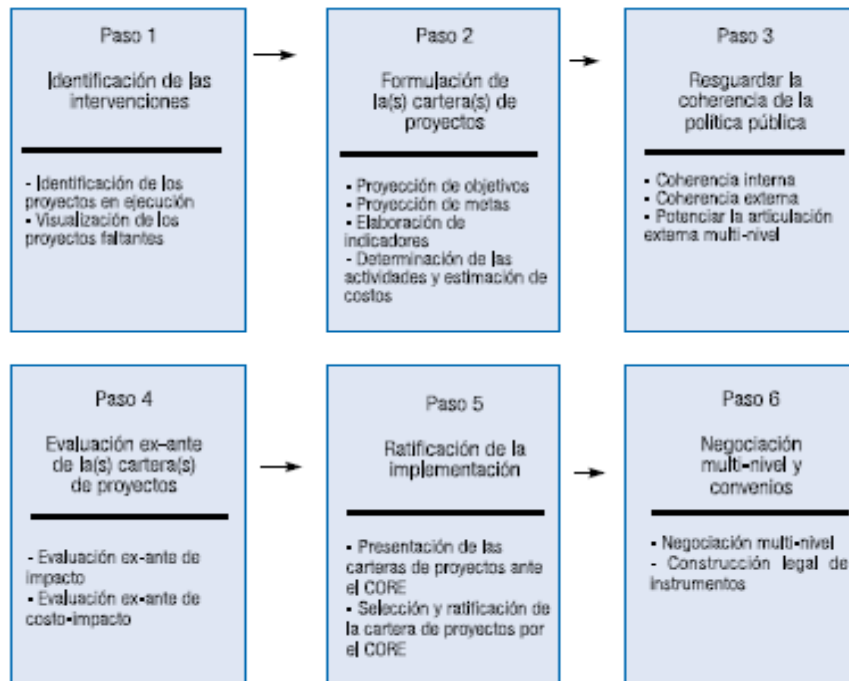 Paso 1
Identificación de las
intervenciones
- Identificación de los
proyectos en ejecución
- Visualización de los
proyectos faltantes
Paso 2
Formulación de
la(s) cartera(s) de
proyectos
- Proyección de objetivos
- Proyección de metas
- Elaboración de
indicadores
- Determinación de las
actividades y estimación de
costos
Paso 3
Resguardar la
coherencia de la
política pública
- Coherencia interna
- Coherencia externa
- Potenciar la articulación
externa multi-nivel
Paso 4
Evaluación ex-ante
de la(s) cartera(s)
de proyectos
- Evaluación ex-ante de
impacto
- Evaluación ex-ante de
costo-impacto
Paso 5
Ratificación de la
implementación
- Presentación de las
carteras de proyectos ante
el CORE
- Selección y ratificación de
la cartera de proyectos por
el CORE
Paso 6
Negociación
multi-nivel y
convenios
- Negociación multi-nivel
- Construcción legal de
instrumentos